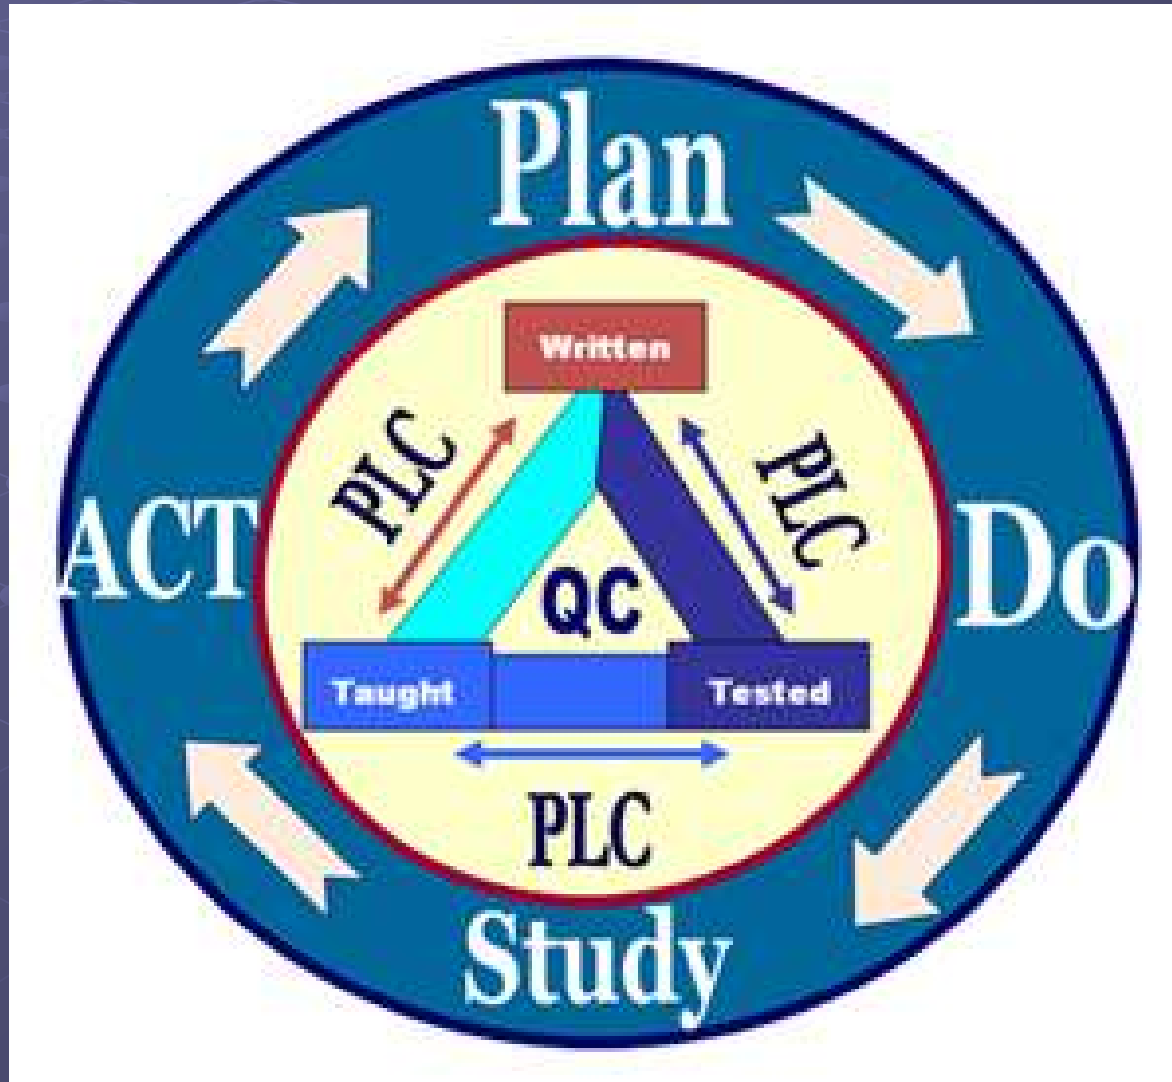 Plan
Written
PLC
PLC
ACT
Do
QC
Taught
Tested
PLC
Study